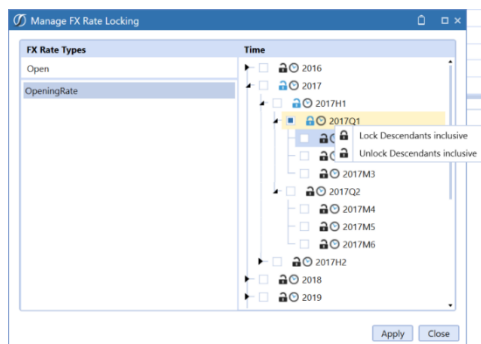 Manage FX Rate Locking
FX Rate Types
Time
Open
OpeningRate
2016
2017
2017H1
2017Q1
Lock Descendants inclusive
Unlock Descendants inclusive
2017M3
2017Q2
2017M4
2017M5
2017M6
2017H2
2018
2019
Apply
Close